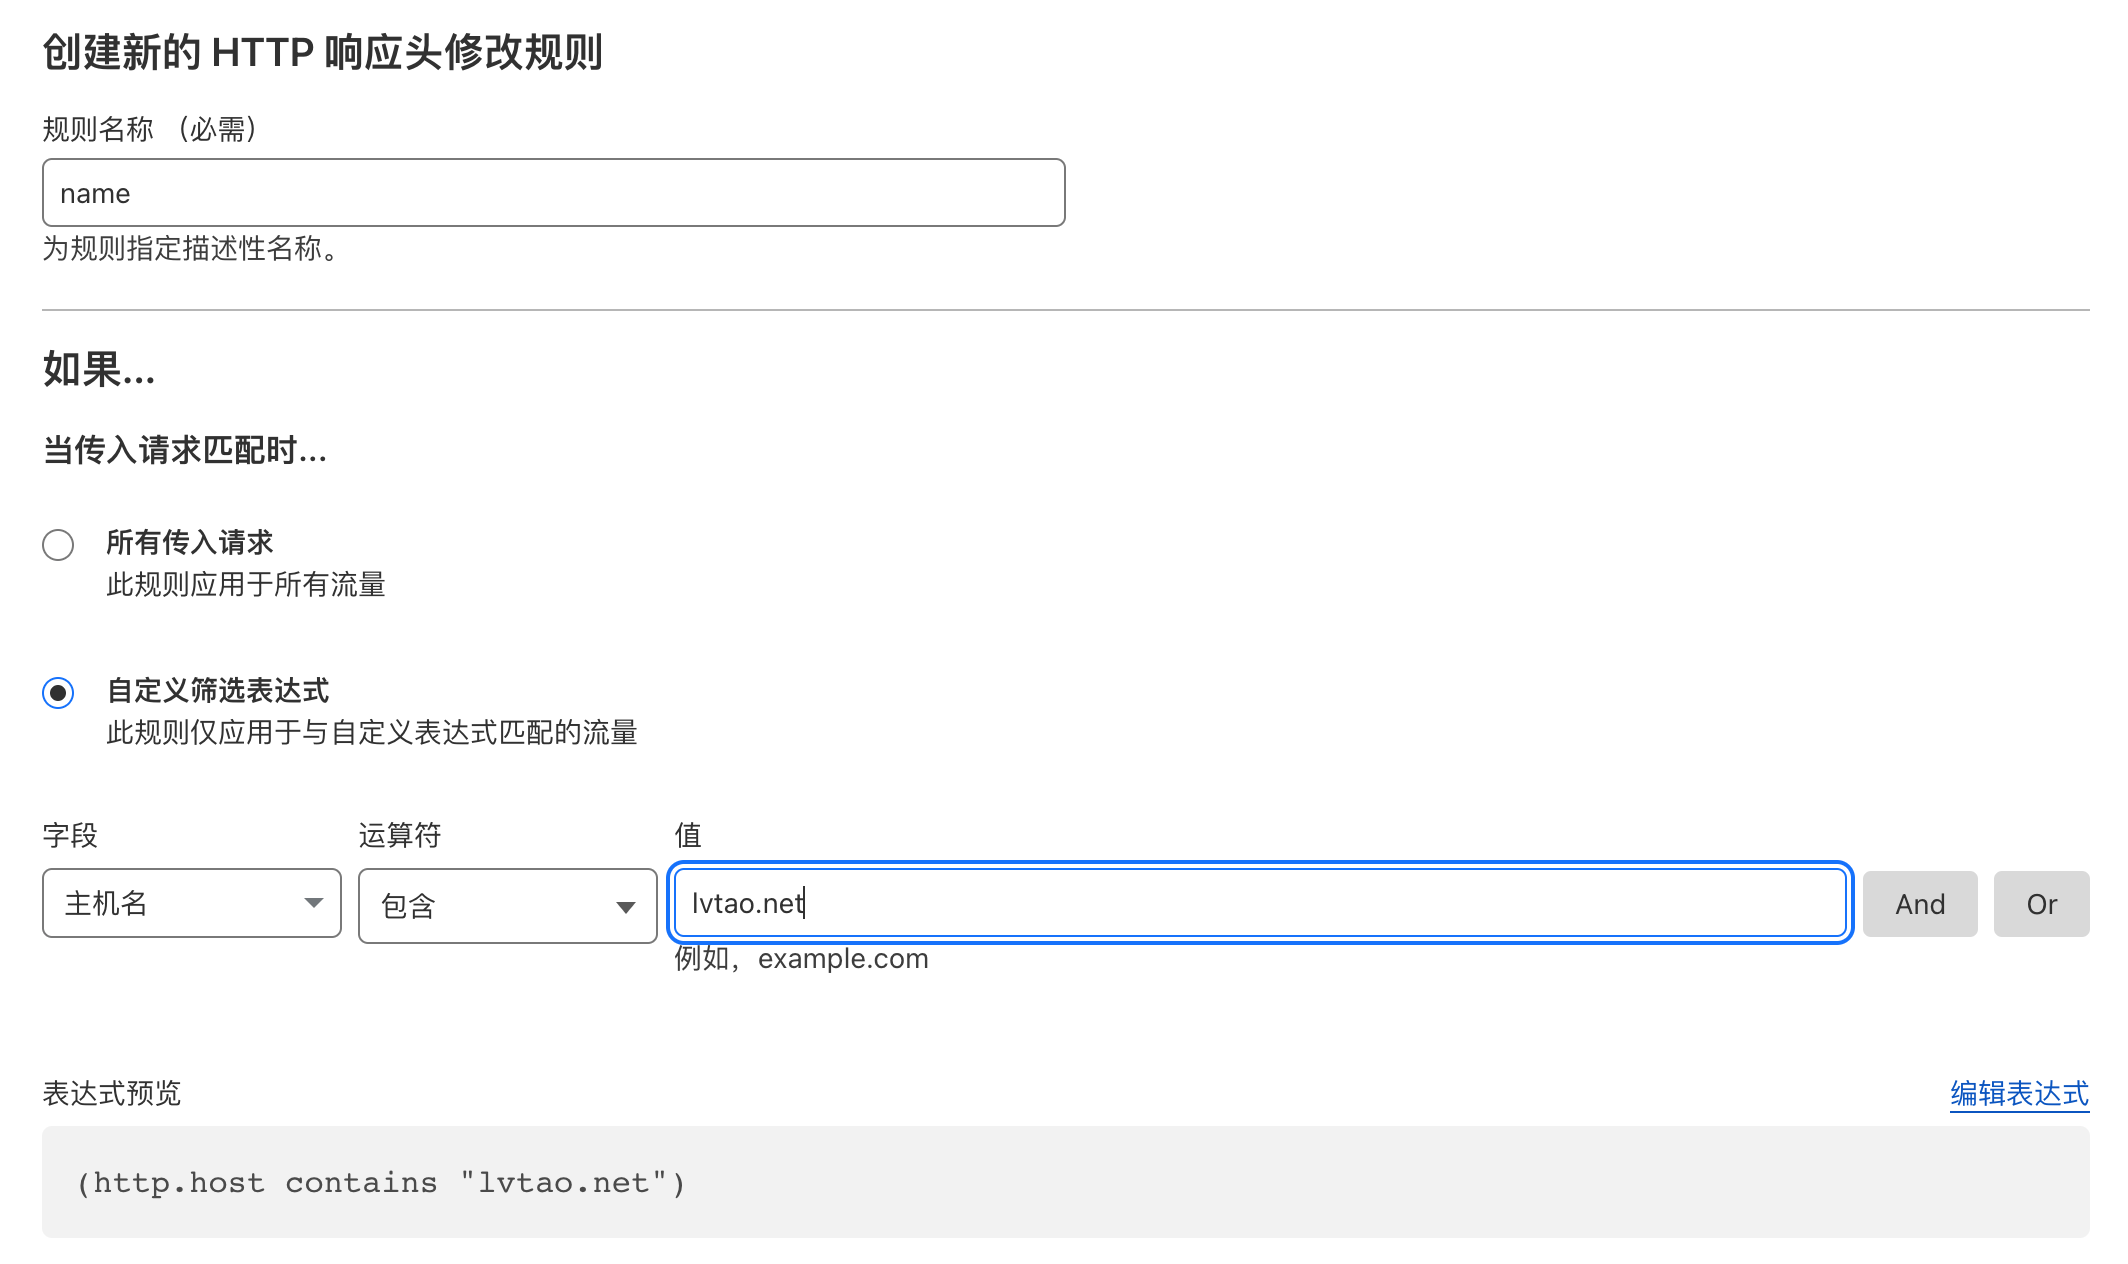 创建新的 HTTP 响应头修改规则
规则名称 （必需）
name
为规则指定描述性名称。
如果...
当传入请求匹配时...
所有传入请求
此规则应用于所有流量
自定义筛选表达式
此规则仅应用于与自定义表达式匹配的流量
字段 运算符 值
主机名 包含 lvtao.net And Or
例如，example.com
表达式预览 编辑表达式
(http.host contains "lvtao.net")